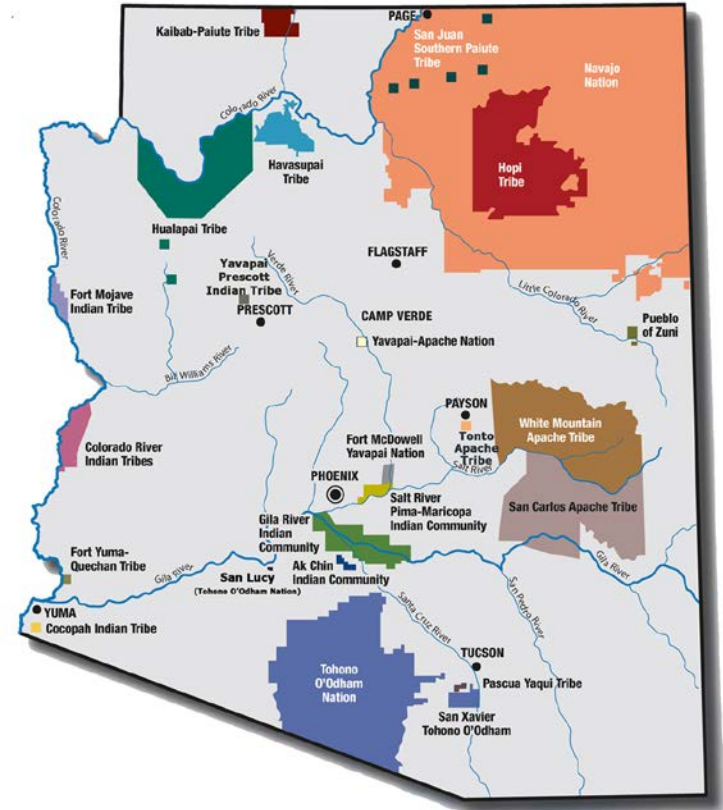 Kaibab-Paiute Tribe
PAGE
San Juan
Southern Paiute
Tribe
Navajo
Nation
Colorado River
Havasupai
Tribe
Hopi
Tribe
Colorado River
Hualapai Tribe
FLAGSTAFF
Yavapai
Prescott
Indian Tribe
Verde River
PRESCOTT
Fort Mojave
Indian Tribe
Little Colorado River
CAMP VERDE
Yavapai-Apache Nation
Pueblo
of Zuni
Bill Williams River
PAYSON
Tonto
Apache
Tribe
White Mountain
Apache Tribe
Colorado River
Indian Tribes
Fort McDowell
Yavapai Nation
Salt River
PHOENIX
Salt River
Pima-Maricopa
Indian Community
San Carlos Apache Tribe
Gila River
Indian
Community
Gila River
Fort Yuma-
Quechan Tribe
Gila River
San Lucy
(Tohono O'Odham Nation)
Ak Chin
Indian Community
San Pedro River
Santa Cruz River
YUMA
Cocopah Indian Tribe
TUCSON
Tohono
O'Odham
Nation
Pascua Yaqui Tribe
San Xavier
Tohono O'Odham